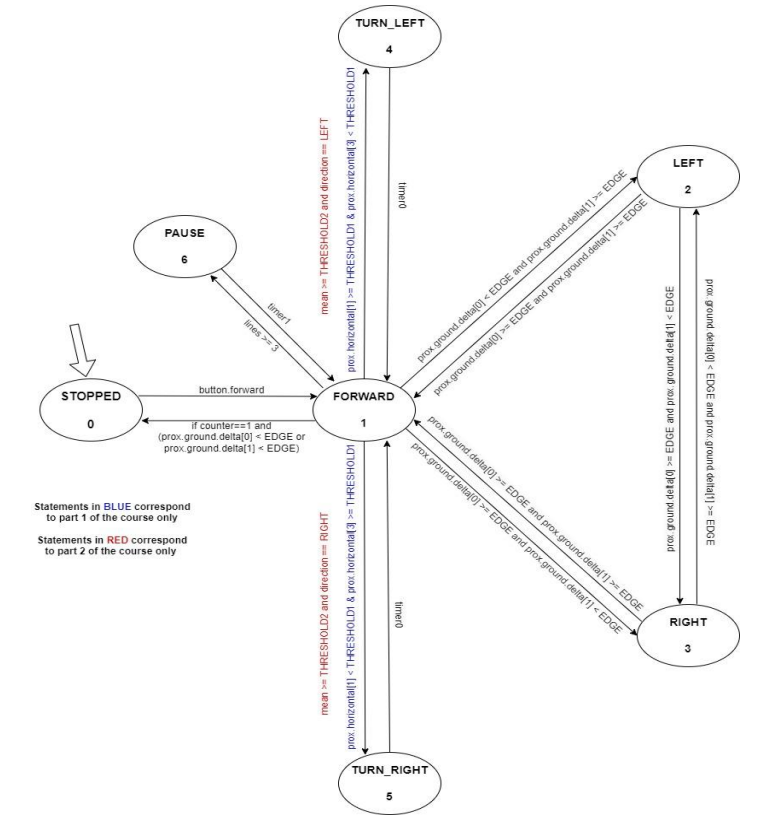 TURN_LEFT
4
mean >= THRESHOLD2 and direction == LEFT
prox.horizontal[1] >= THRESHOLD1 & prox.horizontal[3] < THRESHOLD1
timer0
LEFT
2
prox.ground.delta[0] < EDGE and prox.ground.delta[1] >= EDGE
prox.ground.delta[0] >= EDGE and prox.ground.delta[1] >= EDGE
PAUSE
6
timer1
lines >= 3
prox.ground.delta[0] >= EDGE and prox.ground.delta[1] < EDGE
prox.ground.delta[0] < EDGE and prox.ground.delta[1] >= EDGE
STOPPED
0
button.forward
FORWARD
1
if counter==1 and
(prox.ground.delta[0] < EDGE or
prox.ground.delta[1] < EDGE)
prox.ground.delta[0] >= EDGE and prox.ground.delta[1] >= EDGE
prox.ground.delta[0] >= EDGE and prox.ground.delta[1] < EDGE
Statements in BLUE correspond
to part 1 of the course only
Statements in RED correspond
to part 2 of the course only
mean >= THRESHOLD2 and direction == RIGHT
prox.horizontal[1] < THRESHOLD1 & prox.horizontal[3] >= THRESHOLD1
timer0
RIGHT
3
TURN_RIGHT
5